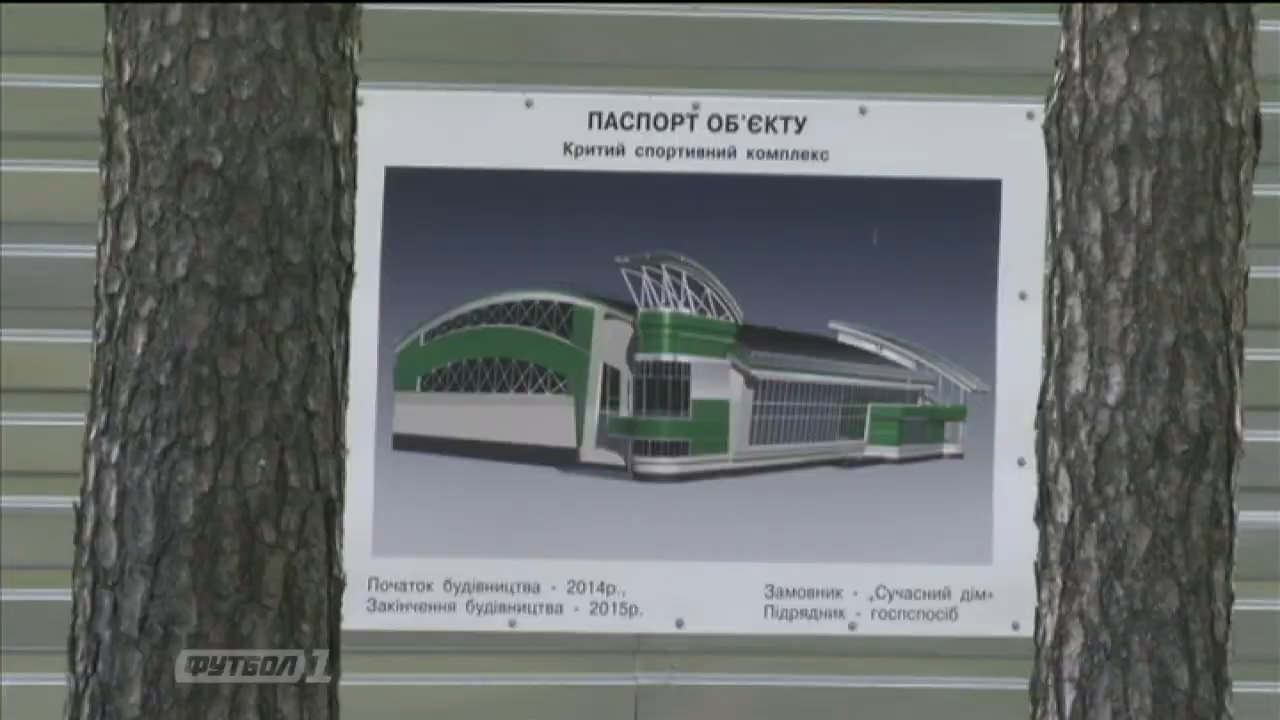 ПАСПОРТ ОБ'ЄКТУ
Критий спортивний комплекс
Початок будівництва - 2014р.,
Закінчення будівництва - 2015р.
Замовник - „Сучасний дім"
Підрядник - госпспосіб
ФУТБОЛ 1